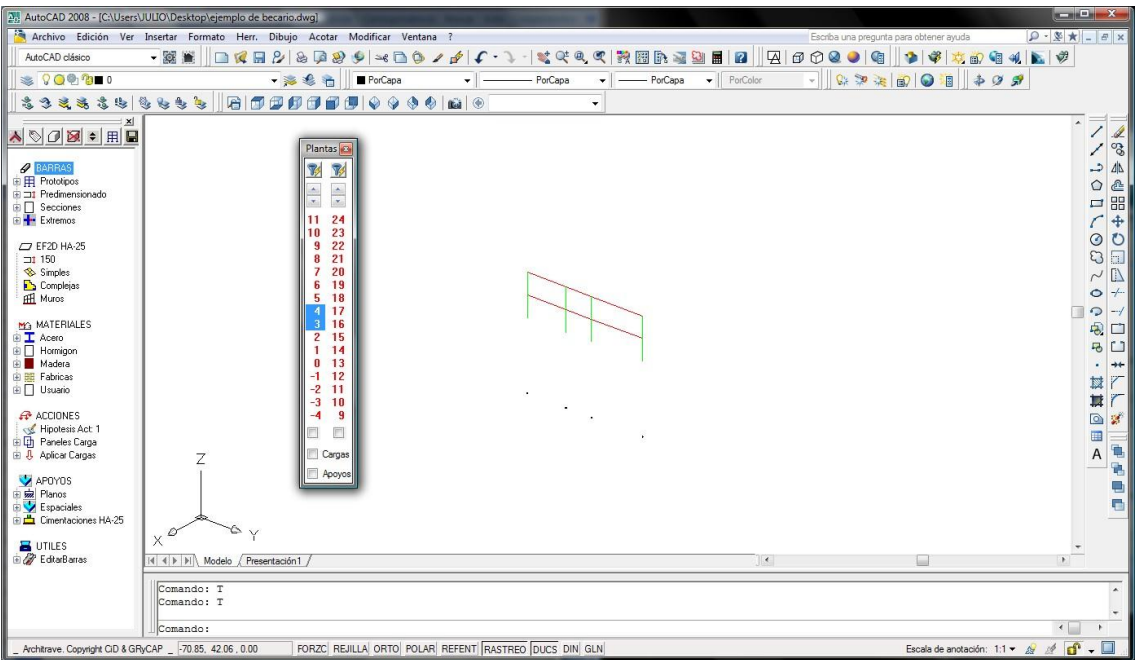 AutoCAD 2008 - [C:\Users\JULIO\Desktop\ejemplo de becario.dwg]
Archivo Edición Ver Insertar Formato Herr. Dibujo Acotar Modificar Ventana ?
Escriba una pregunta para obtener ayuda
AutoCAD clásico
0
PorCapa
PorCapa
PorCapa
PorColor
BARRAS
Prototipos
Predimensionado
Secciones
Extremos
EF2D HA-25
150
Simples
Complejas
Muros
MATERIALES
Acero
Hormigon
Madera
Fabricas
Usuario
ACCIONES
Hipotesis Act: 1
Paneles Carga
Aplicar Cargas
APOYOS
Planos
Espaciales
Cimentaciones HA-25
UTILES
EditarBarras
Plantas
11 24
10 23
9 22
8 21
7 20
6 19
5 18
4 17
3 16
2 15
1 14
0 13
-1 12
-2 11
-3 10
-4 9
Cargas
Apoyos
Z
X
Y
Modelo
Presentación1
Comando: T
Comando: T
Comando:
_ Architrave. Copyright CiD & GRyCAP _
-70.85, 42.06 , 0.00
FORZC REJILLA ORTO POLAR REFENT RASTREO DUCS DIN GLN
Escala de anotación: 1:1